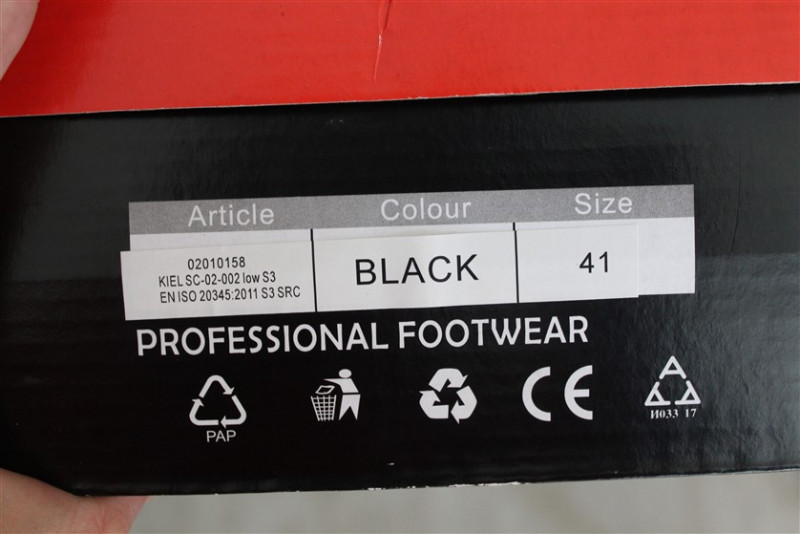 Article Colour Size
02010158
KIEL SC-02-002 low S3
EN ISO 20345:2011 S3 SRC
BLACK
41
PROFESSIONAL FOOTWEAR
PAP
CE
A
И033 17